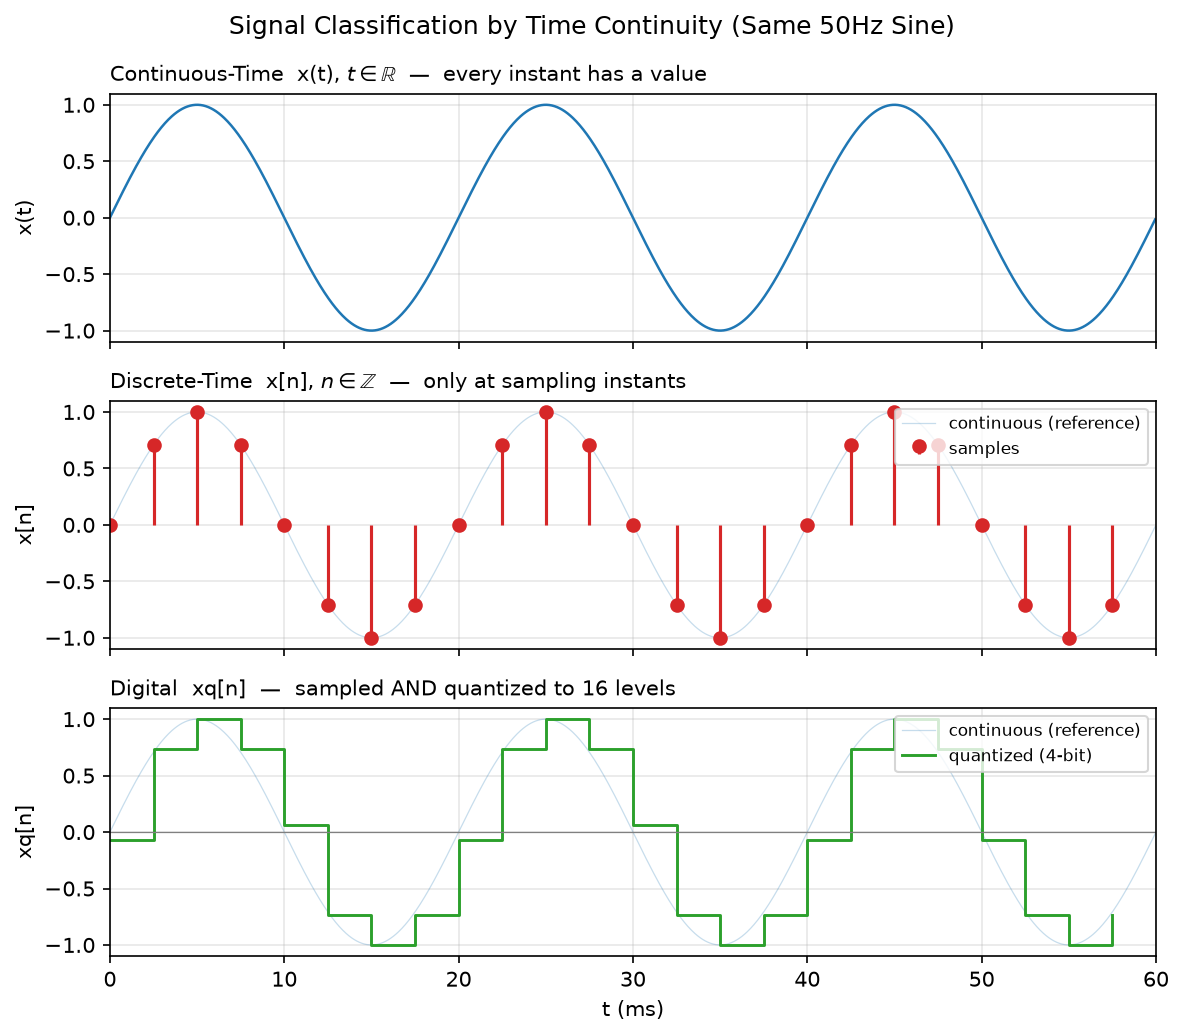 Signal Classification by Time Continuity (Same 50Hz Sine)
Continuous-Time  x(t), t ∈ ℝ  —  every instant has a value
1.0
0.5
0.0
−0.5
−1.0
x(t)
Discrete-Time  x[n], n ∈ ℤ  —  only at sampling instants
1.0
0.5
0.0
−0.5
−1.0
x[n]
continuous (reference)
samples
Digital  xq[n]  —  sampled AND quantized to 16 levels
1.0
0.5
0.0
−0.5
−1.0
xq[n]
continuous (reference)
quantized (4-bit)
0 10 20 30 40 50 60
t (ms)